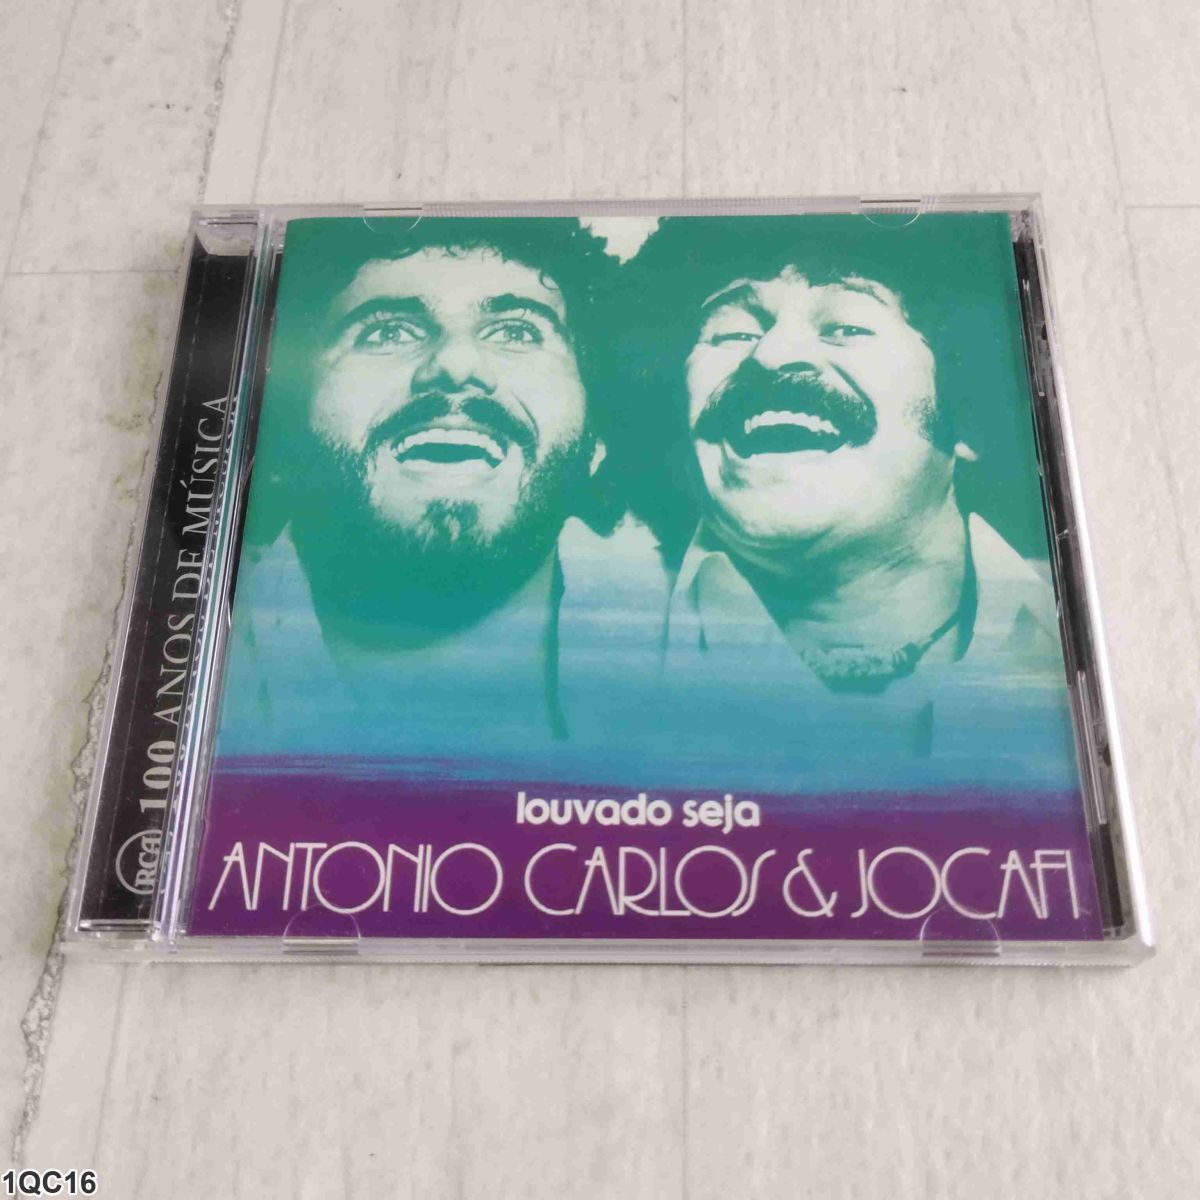 RCA 100 ANOS DE MÚSICA
louvado seja
ANTONIO CARLOS & JOCAFI
1QC16